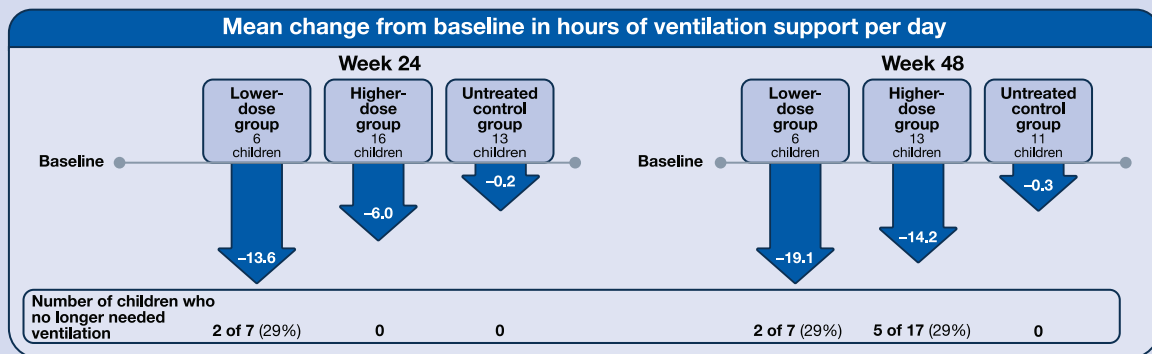 Mean change from baseline in hours of ventilation support per day
Week 24
Lower-
dose
group
6
children
Higher-
dose
group
16
children
Untreated
control
group
13
children
Baseline
–13.6
–6.0
–0.2
Week 48
Lower-
dose
group
6
children
Higher-
dose
group
13
children
Untreated
control
group
11
children
Baseline
–19.1
–14.2
–0.3
Number of children who
no longer needed
ventilation
2 of 7 (29%)
0
0
2 of 7 (29%)
5 of 17 (29%)
0